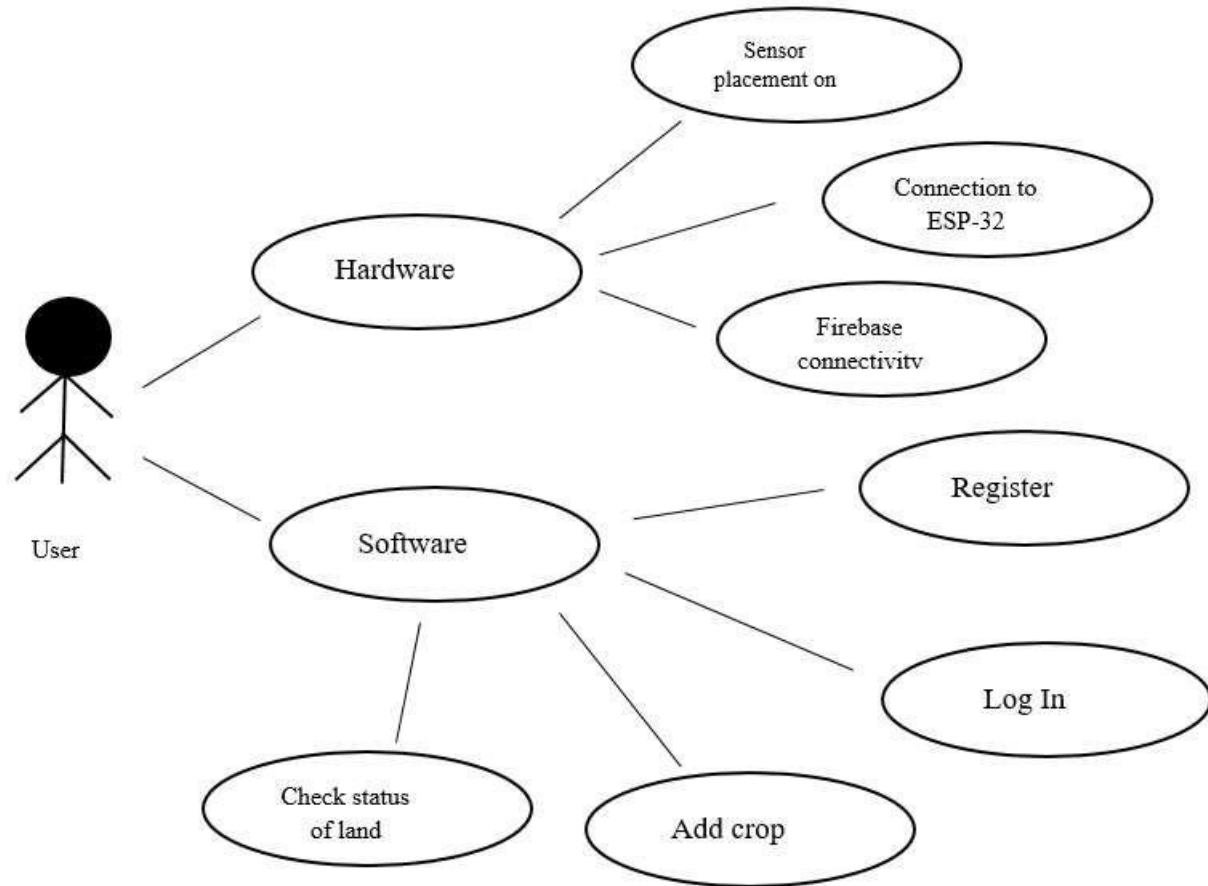 Sensor
placement on
Connection to
ESP-32
Hardware
Firebase
connectivity
Register
User
Software
Log In
Check status
of land
Add crop